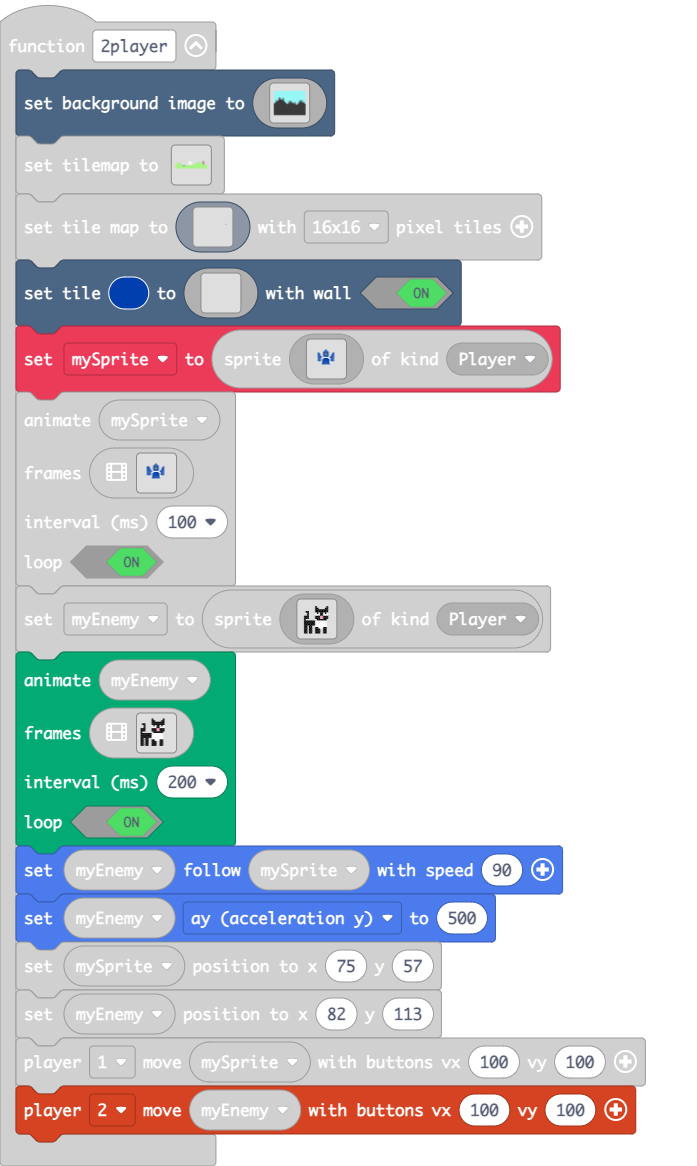 function 2player
set background image to
set tilemap to
set tile map to with 16x16 pixel tiles
set tile to with wall ON
set mySprite to sprite of kind Player
animate mySprite
frames
interval (ms) 100
loop ON
set myEnemy to sprite of kind Player
animate myEnemy
frames
interval (ms) 200
loop ON
set myEnemy follow mySprite with speed 90
set myEnemy ay (acceleration y) to 500
set mySprite position to x 75 y 57
set myEnemy position to x 82 y 113
player 1 move mySprite with buttons vx 100 vy 100
player 2 move myEnemy with buttons vx 100 vy 100